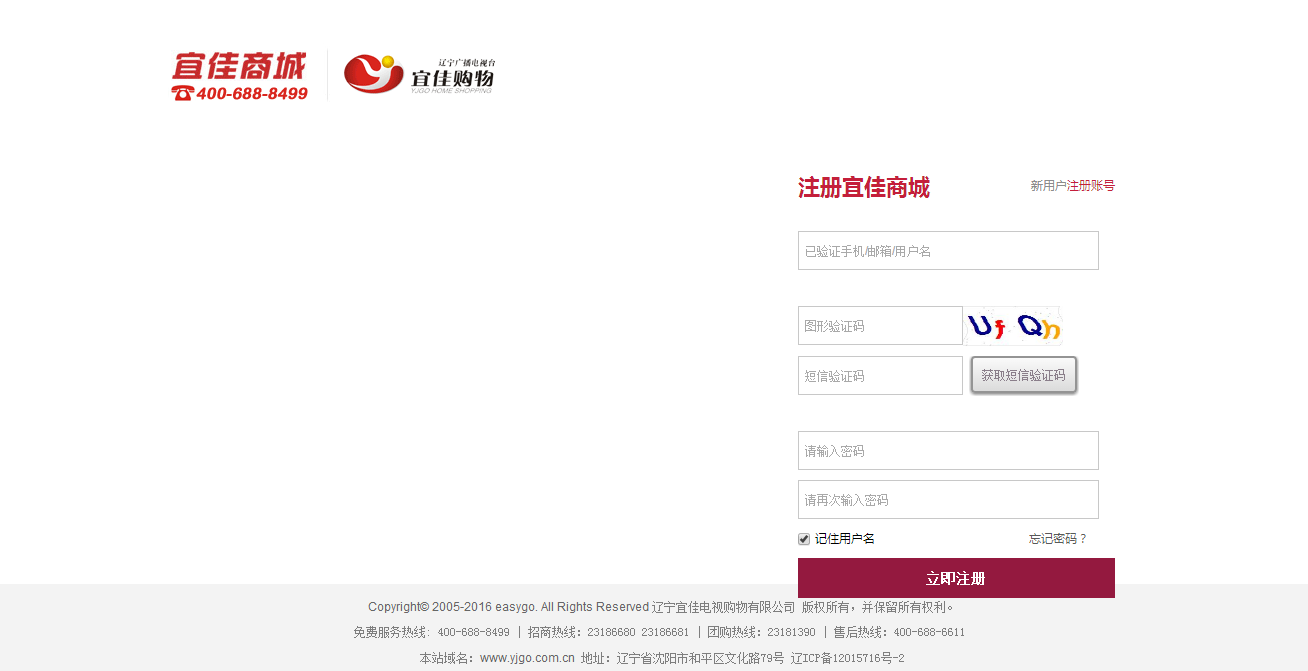 宜佳商城
400-688-8499
辽宁广播电视台
宜佳购物
YJGO HOME SHOPPING
注册宜佳商城
新用户注册账号
已验证手机/邮箱/用户名
图形验证码
短信验证码
获取短信验证码
请输入密码
请再次输入密码
记住用户名
忘记密码？
立即注册
Copyright© 2005-2016 easygo. All Rights Reserved 辽宁宜佳电视购物有限公司 版权所有，并保留所有权利。
免费服务热线: 400-688-8499 | 招商热线：23186680 23186681 | 团购热线：23181390 | 售后热线：400-688-6611
本站域名：www.yjgo.com.cn 地址：辽宁省沈阳市和平区文化路79号 辽ICP备12015716号-2